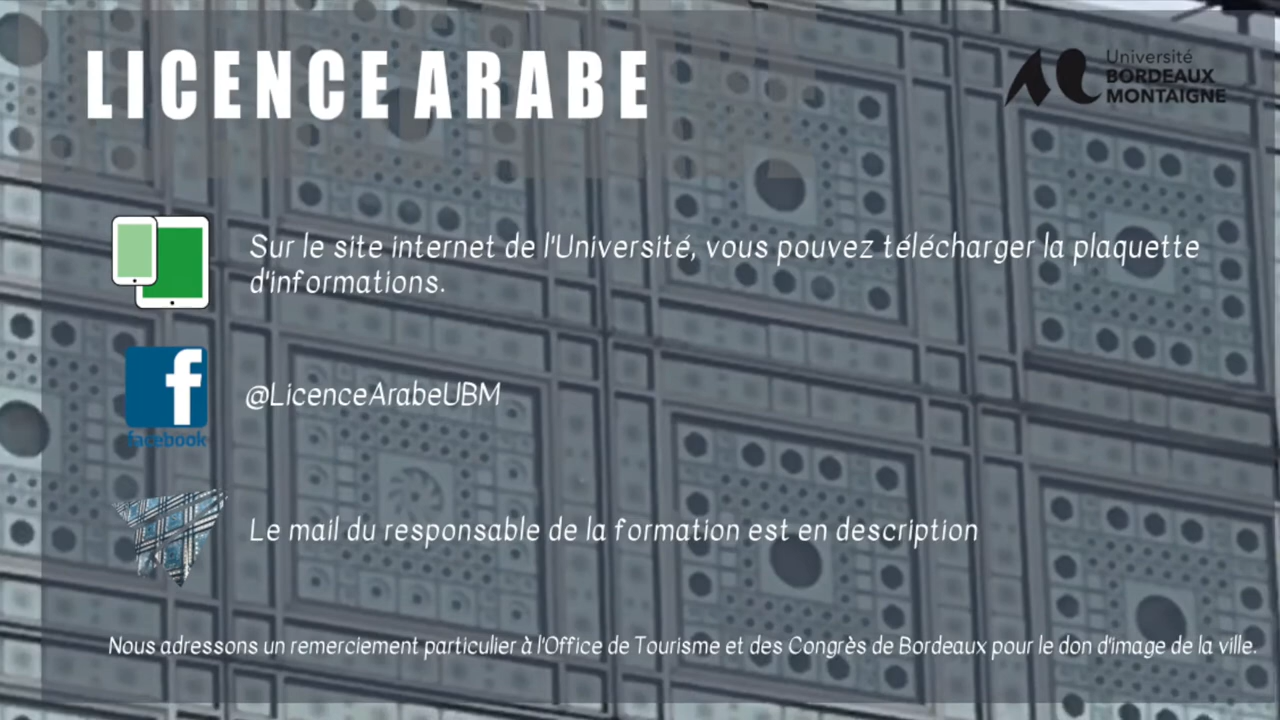 LICENCE ARABE
Université
BORDEAUX
MONTAIGNE
Sur le site internet de l'Université, vous pouvez télécharger la plaquette
d'informations.
facebook
@LicenceArabeUBM
Le mail du responsable de la formation est en description
Nous adressons un remerciement particulier à l'Office de Tourisme et des Congrès de Bordeaux pour le don d'image de la ville.